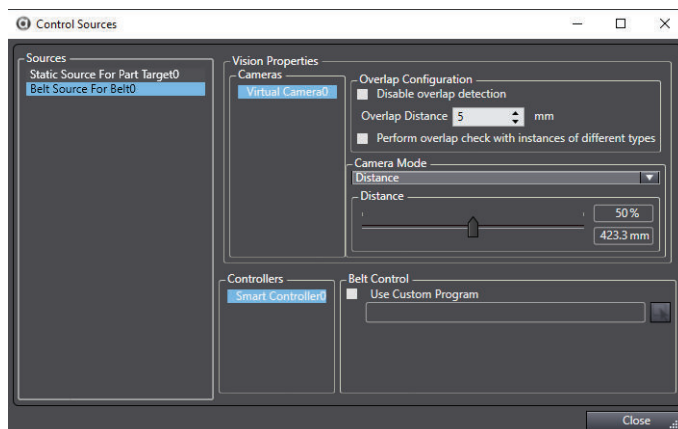 Control Sources
Sources
Static Source For Part Target0
Belt Source For Belt0
Vision Properties
Cameras
Virtual Camera0
Overlap Configuration
Disable overlap detection
Overlap Distance 5 mm
Perform overlap check with instances of different types
Camera Mode
Distance
Distance
50 %
423.3 mm
Controllers
Smart Controller0
Belt Control
Use Custom Program
Close